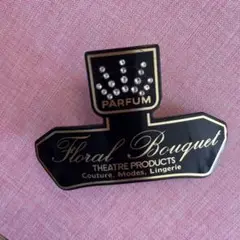 PARFUM
Floral Bouquet
THEATRE PRODUCTS
Couture, Modes, Lingerie